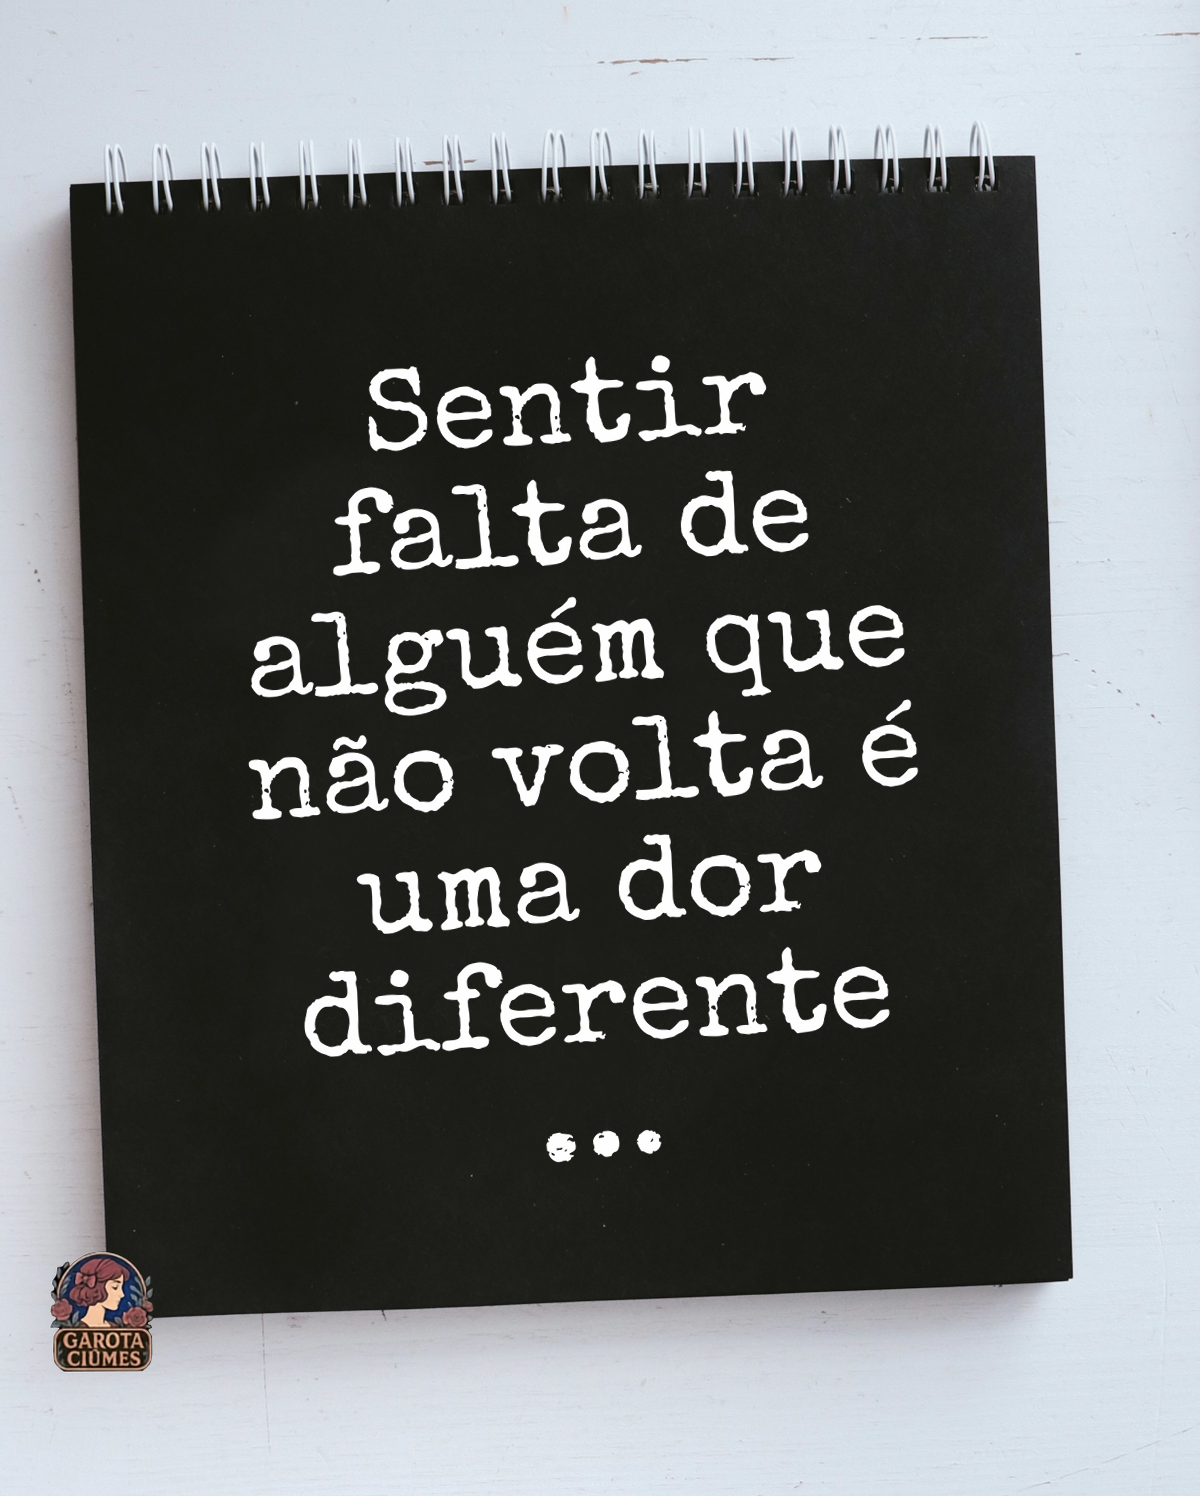 Sentir
falta de
alguém que
não volta é
uma dor
diferente
...
GAROTA
CIÚMES